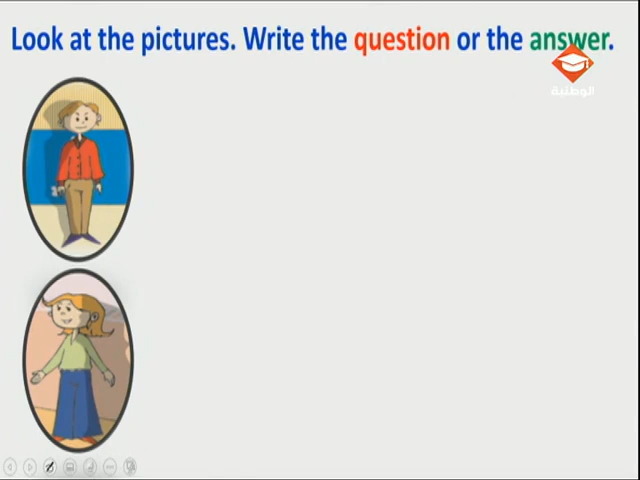 Look at the pictures. Write the question or the answer.
الوطنية